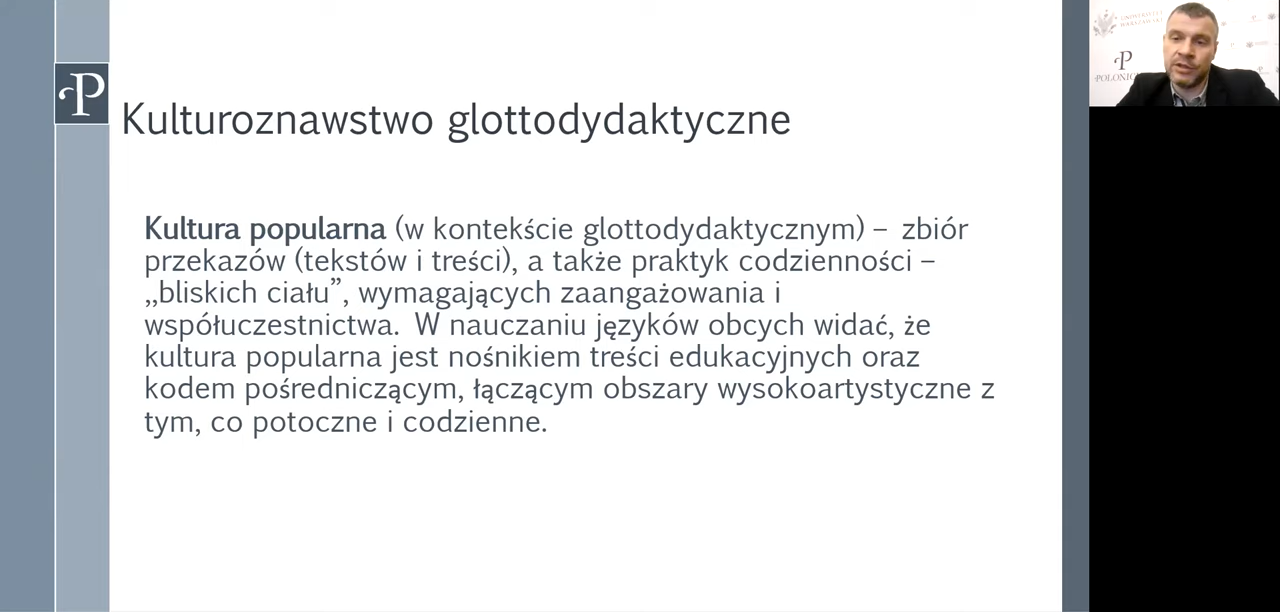 P
Kulturoznawstwo glottodydaktyczne
Kultura popularna (w kontekście glottodydaktycznym) – zbiór
przekazów (tekstów i treści), a także praktyk codzienności –
„bliskich ciału”, wymagających zaangażowania i
współuczestnictwa. W nauczaniu języków obcych widać, że
kultura popularna jest nośnikiem treści edukacyjnych oraz
kodem pośredniczącym, łączącym obszary wysokoartystyczne z
tym, co potoczne i codzienne.
P